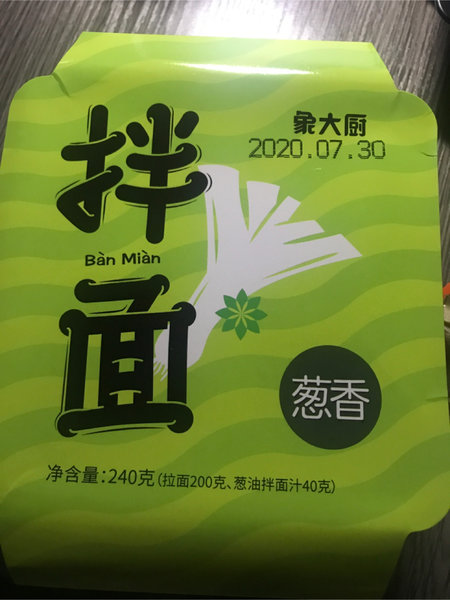 象大厨
2020.07.30
拌面
Bàn Miàn
葱香
净含量：240克（拉面200克、葱油拌面汁40克）